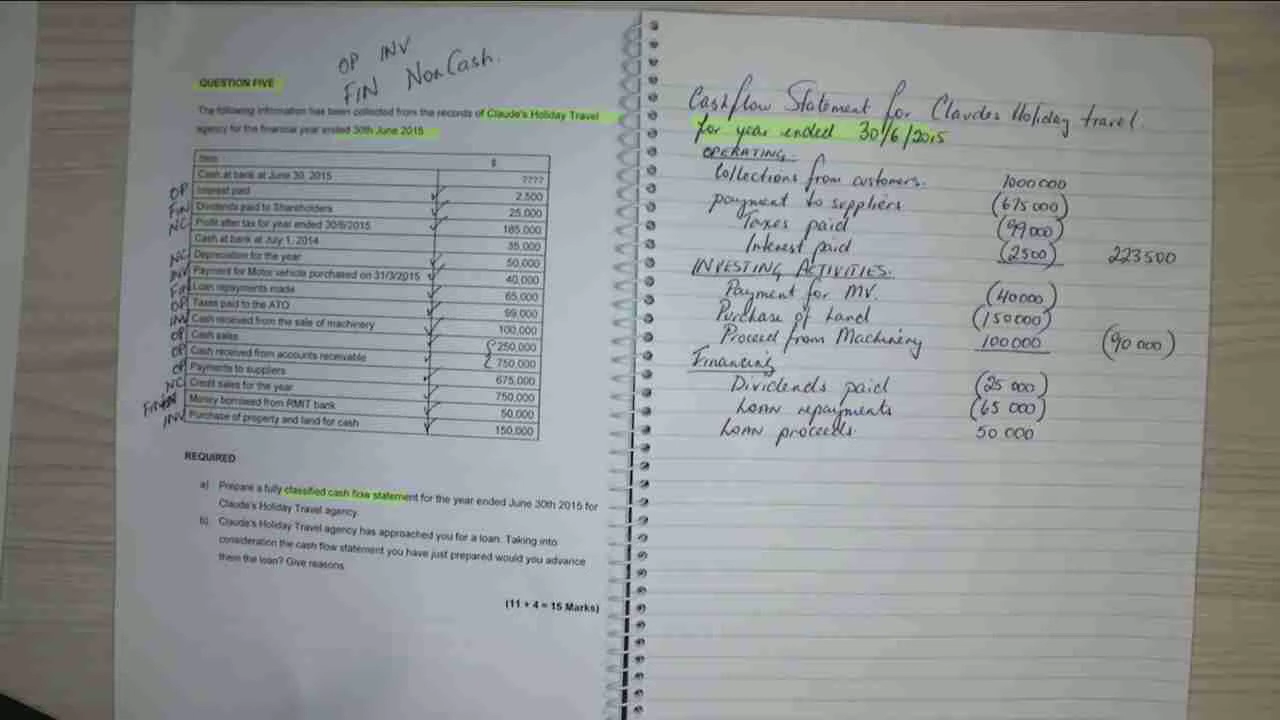 OP INV
FIN Non Cash.
QUESTION FIVE
The following information has been collected from the records of Claude's Holiday Travel
agency for the financial year ended 30th June 2015
Item $
Cash at bank at June 30, 2015 ????
OP Interest paid 2,500
FIN Dividends paid to Shareholders 25,000
NC Profit after tax for year ended 30/6/2015 185,000
Cash at bank at July 1, 2014 35,000
NC Depreciation for the year 50,000
INV Payment for Motor vehicle purchased on 31/3/2015 40,000
FIN Loan repayments made 65,000
OP Taxes paid to the ATO 99,000
INV Cash received from the sale of machinery 100,000
OP Cash sales 250,000
OP Cash received from accounts receivable 750,000
OP Payments to suppliers 675,000
NC Credit sales for the year 750,000
Money borrowed from RMIT bank 50,000
INV Purchase of property and land for cash 150,000
REQUIRED
a) Prepare a fully classified cash flow statement for the year ended June 30th 2015 for
Claude's Holiday Travel agency.
b) Claude's Holiday Travel agency has approached you for a loan. Taking into
consideration the cash flow statement you have just prepared would you advance
them the loan? Give reasons
(11 + 4 = 15 Marks)
Cashflow Statement for Claudes Holiday travel.
for year ended 30/6/2015
OPERATING.
Collections from customers. 1000000
payment to suppliers (675 000)
Taxes paid (99000)
Interest paid (2500) 223500
INVESTING ACTIVITIES.
Payment for MV. (40000)
Purchase of Land (150000)
Proceed from Machinery 100000 (90000)
Financing
Dividends paid (25 000)
Loan repayments (65 000)
Loan proceeds. 50 000